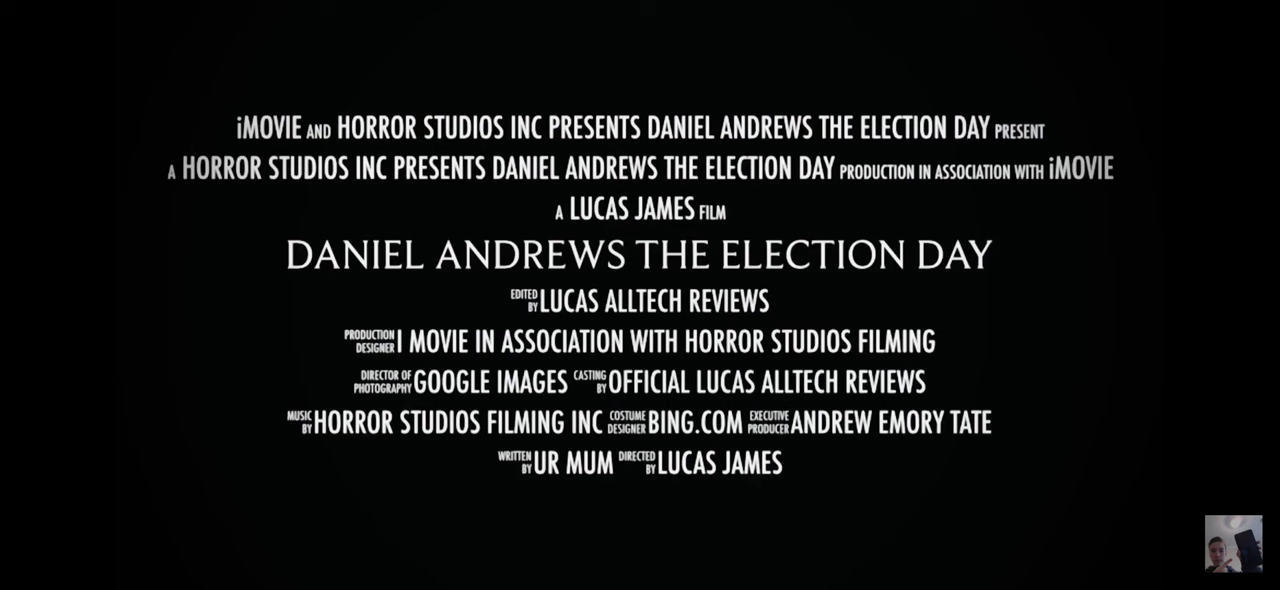 iMOVIE AND HORROR STUDIOS INC PRESENTS DANIEL ANDREWS THE ELECTION DAY PRESENT
A HORROR STUDIOS INC PRESENTS DANIEL ANDREWS THE ELECTION DAY PRODUCTION IN ASSOCIATION WITH iMOVIE
A LUCAS JAMES FILM
DANIEL ANDREWS THE ELECTION DAY
EDITED BY LUCAS ALLTECH REVIEWS
PRODUCTION DESIGNER I MOVIE IN ASSOCIATION WITH HORROR STUDIOS FILMING
DIRECTOR OF PHOTOGRAPHY GOOGLE IMAGES CASTING BY OFFICIAL LUCAS ALLTECH REVIEWS
MUSIC BY HORROR STUDIOS FILMING INC COSTUME DESIGNER BING.COM EXECUTIVE PRODUCER ANDREW EMORY TATE
WRITTEN BY UR MUM DIRECTED BY LUCAS JAMES